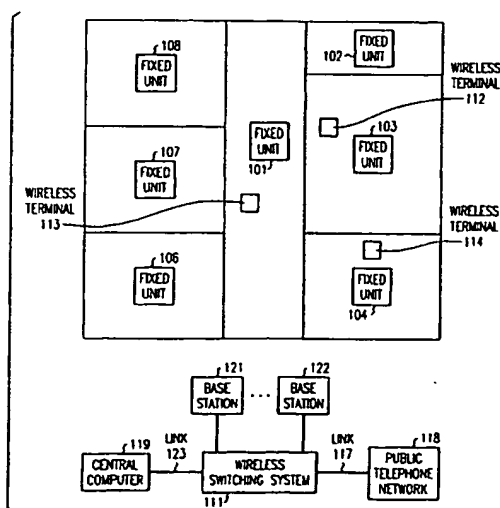 108
FIXED
UNIT
102
FIXED
UNIT
WIRELESS
TERMINAL
112
107
FIXED
UNIT
FIXED
UNIT
101
103
FIXED
UNIT
WIRELESS
TERMINAL
113
WIRELESS
TERMINAL
114
106
FIXED
UNIT
FIXED
UNIT
104
121
BASE
STATION
...
122
BASE
STATION
119
CENTRAL
COMPUTER
LINK
123
WIRELESS
SWITCHING SYSTEM
111
LINK
117
118
PUBLIC
TELEPHONE
NETWORK